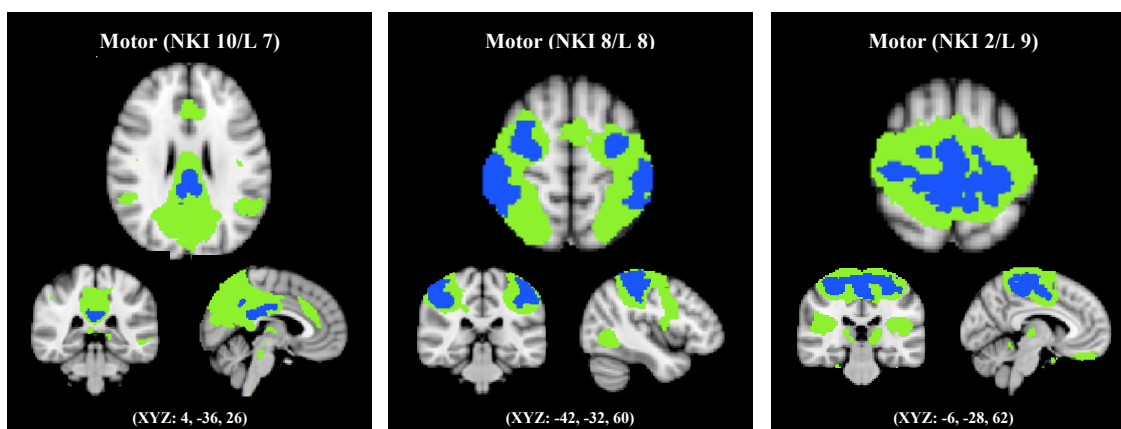 Motor (NKI 10/L 7)
(XYZ: 4, -36, 26)
Motor (NKI 8/L 8)
(XYZ: -42, -32, 60)
Motor (NKI 2/L 9)
(XYZ: -6, -28, 62)